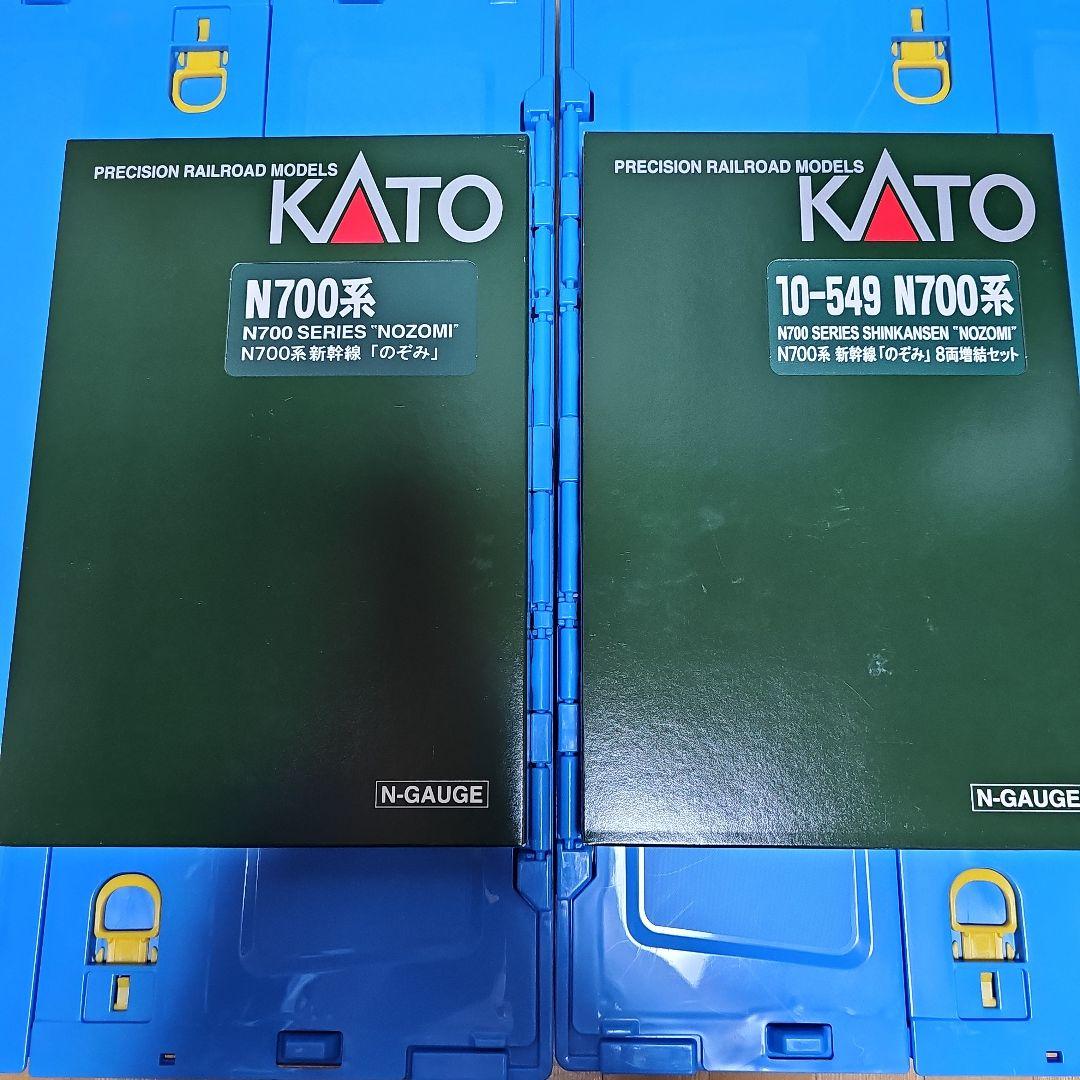 PRECISION RAILROAD MODELS
KATO
N700系
N700 SERIES "NOZOMI"
N700系 新幹線「のぞみ」
N-GAUGE
PRECISION RAILROAD MODELS
KATO
10-549 N700系
N700 SERIES SHINKANSEN "NOZOMI"
N700系 新幹線「のぞみ」8両増結セット
N-GAUGE